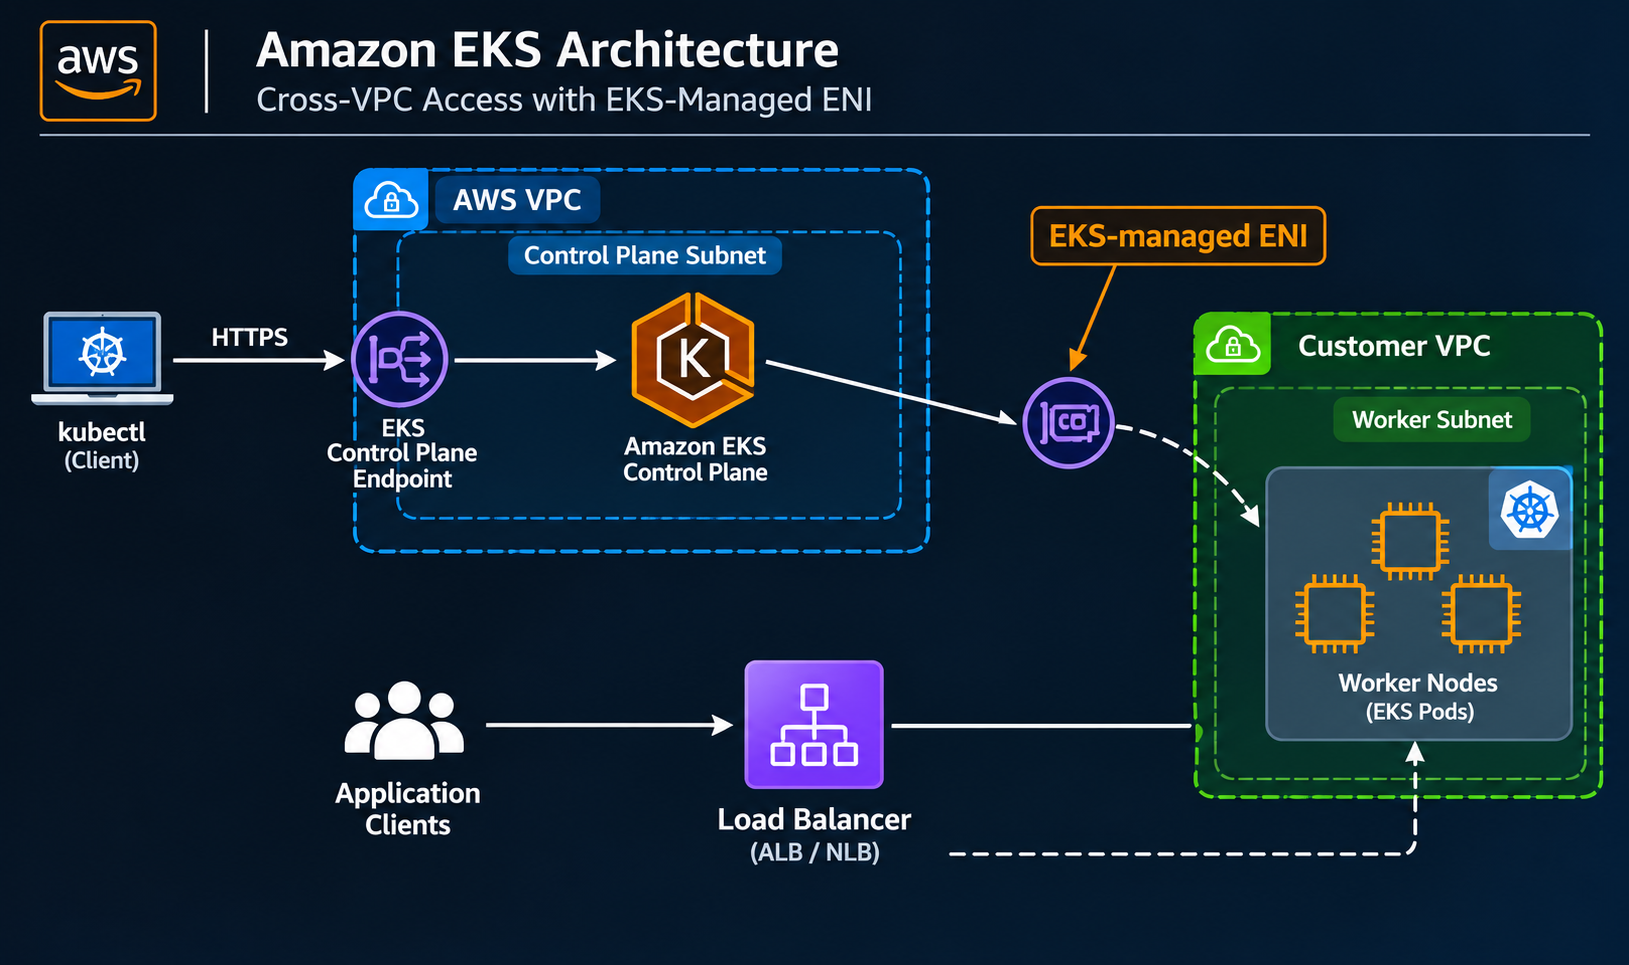 aws
Amazon EKS Architecture
Cross-VPC Access with EKS-Managed ENI
AWS VPC
Control Plane Subnet
EKS-managed ENI
HTTPS
kubectl
(Client)
EKS
Control Plane
Endpoint
K
Amazon EKS
Control Plane
CO
Customer VPC
Worker Subnet
Worker Nodes
(EKS Pods)
Application
Clients
Load Balancer
(ALB / NLB)